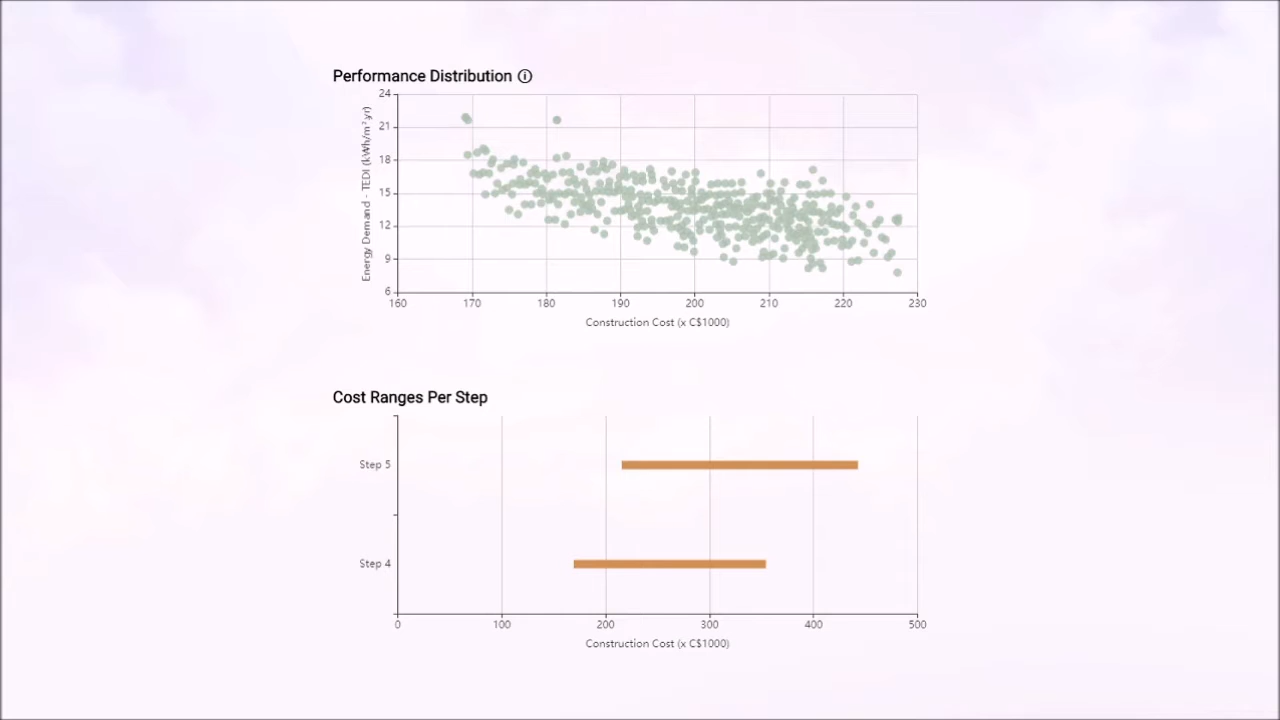 Performance Distribution ⓘ
Energy Demand - TEDI (kWh/m².yr)
24
21
18
15
12
9
6
160 170 180 190 200 210 220 230
Construction Cost (x C$1000)
Cost Ranges Per Step
Step 5
Step 4
0 100 200 300 400 500
Construction Cost (x C$1000)